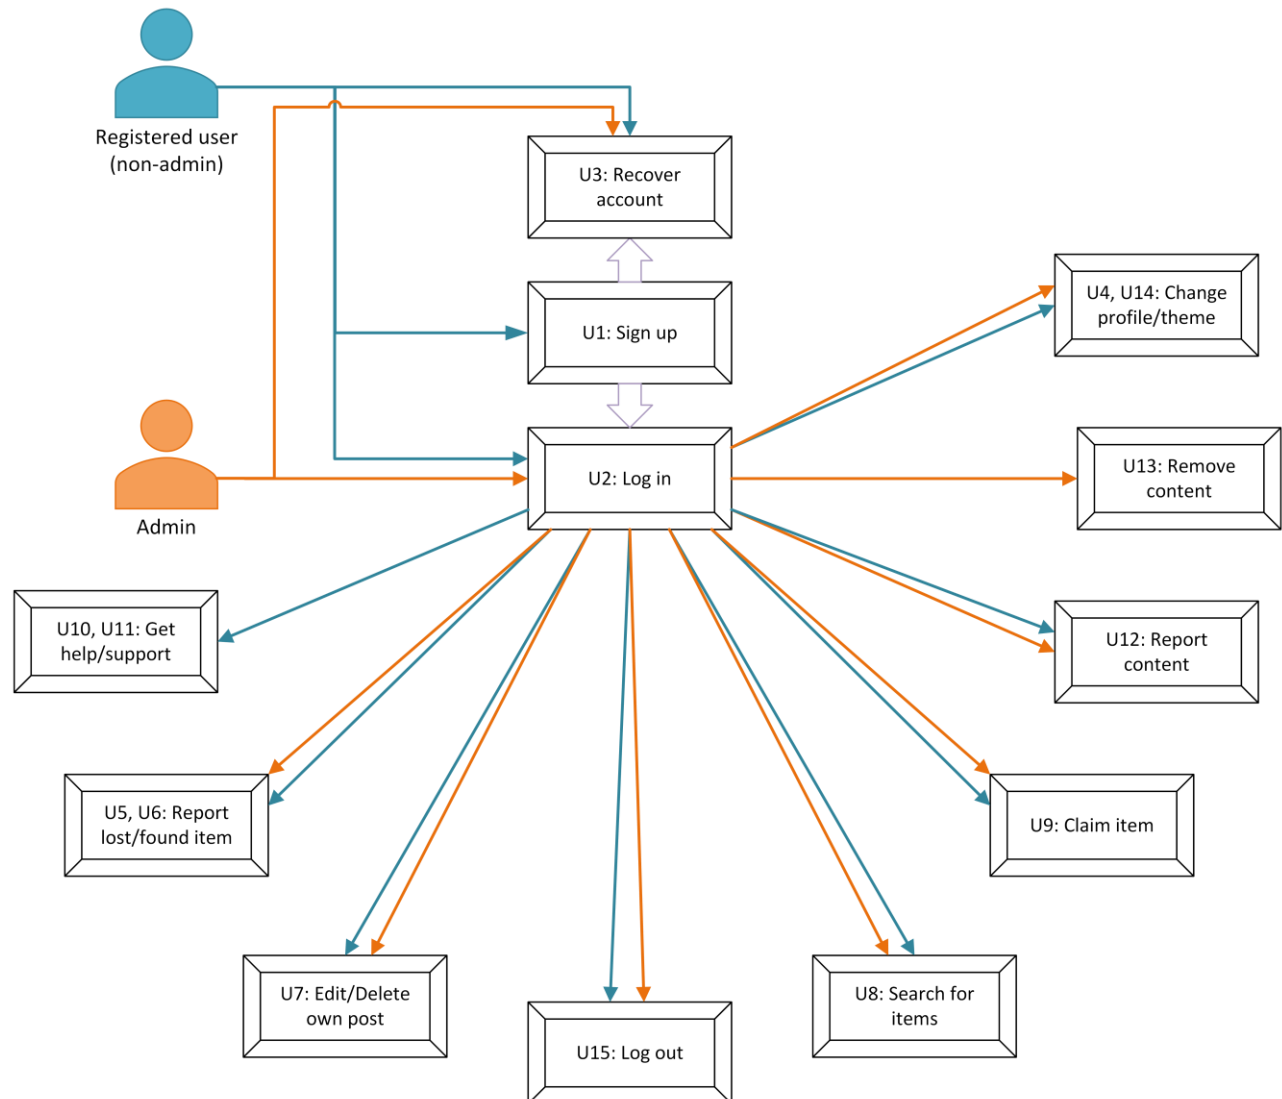 Registered user
(non-admin)
U3: Recover
account
U1: Sign up
U4, U14: Change
profile/theme
Admin
U2: Log in
U13: Remove
content
U10, U11: Get
help/support
U12: Report
content
U5, U6: Report
lost/found item
U9: Claim item
U7: Edit/Delete
own post
U15: Log out
U8: Search for
items